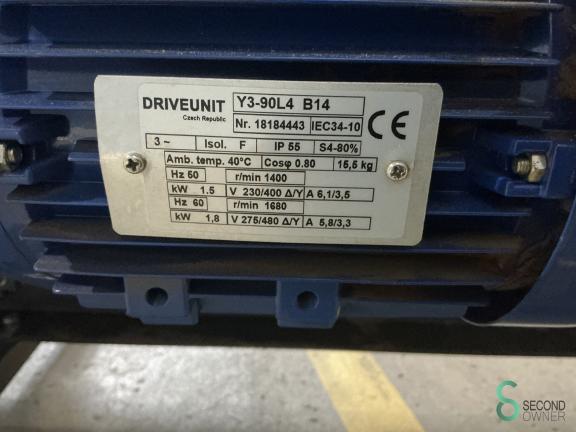 DRIVEUNIT Y3-90L4 B14
Czech Republic
Nr. 18184443 IEC34-10
CE
3 ~ Isol. F IP 55 S4-80%
Amb. temp. 40°C Cosφ 0.80 15,5 kg
Hz 50 r/min 1400
kW 1.5 V 230/400 Δ/Y A 6,1/3,5
Hz 60 r/min 1680
kW 1,8 V 275/480 Δ/Y A 5,8/3,3
SECOND
OWNER